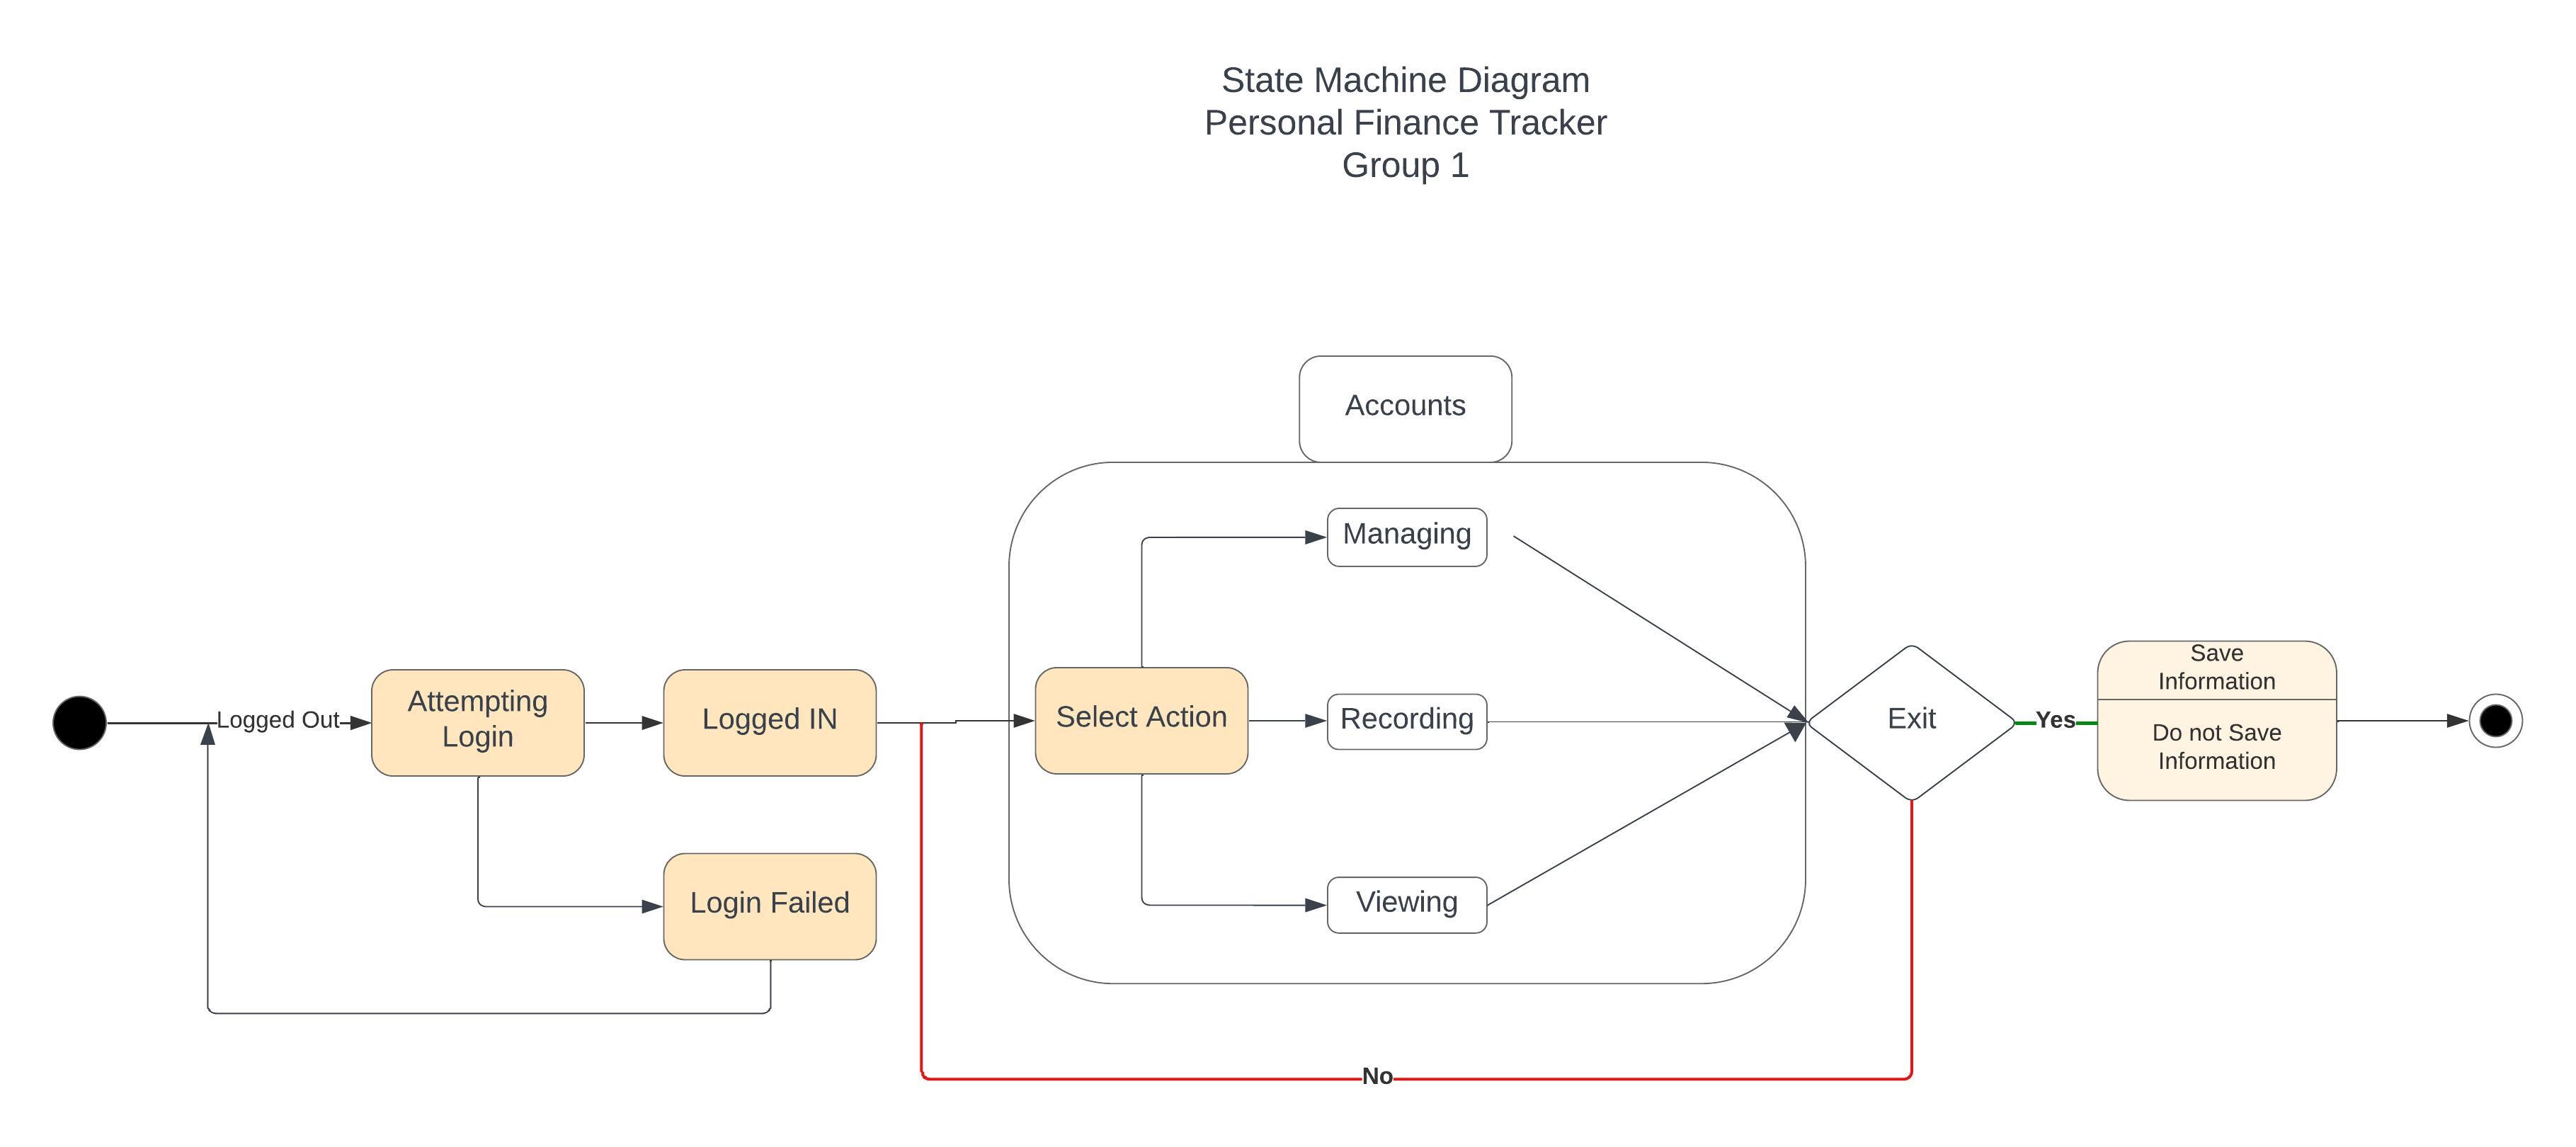 State Machine Diagram
Personal Finance Tracker
Group 1
Accounts
Managing
Logged Out
Attempting
Login
Logged IN
Select Action
Recording
Exit
Yes
Save
Information
Do not Save
Information
Login Failed
Viewing
No